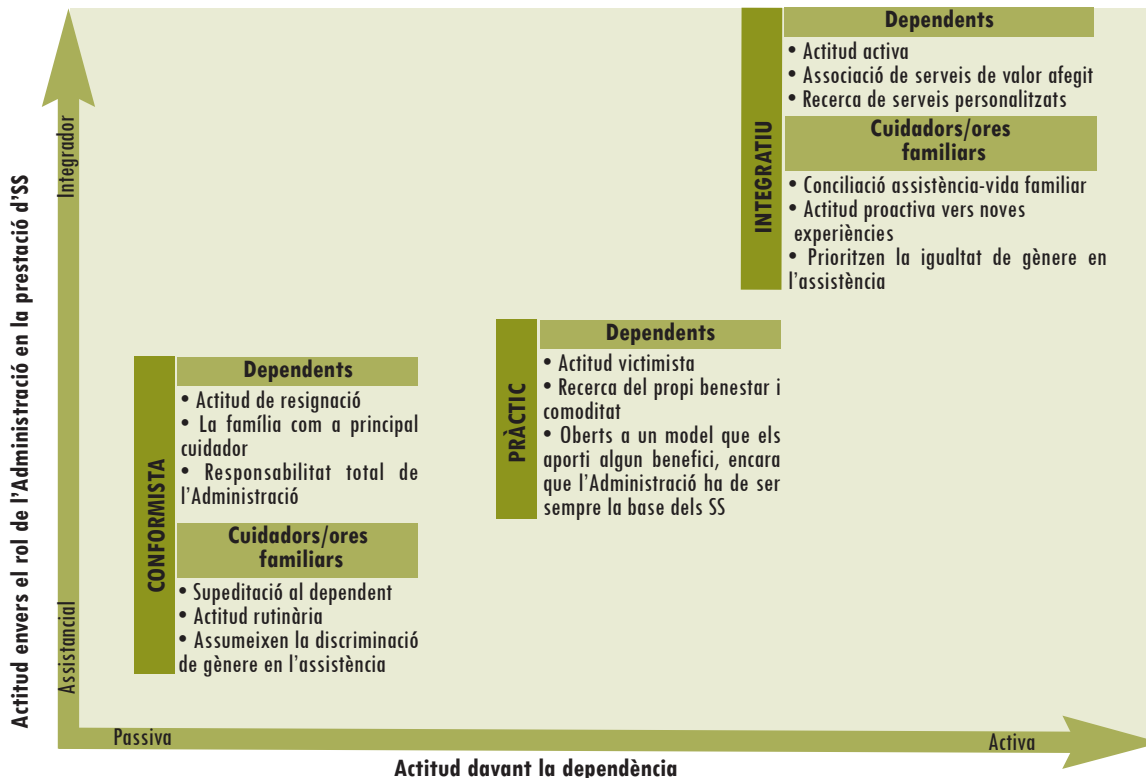 Actitud envers el rol de l'Administració en la prestació d'SS
Integrador
Assistancial
INTEGRATIU
Dependents
• Actitud activa
• Associació de serveis de valor afegit
• Recerca de serveis personalitzats
Cuidadors/ores
familiars
• Conciliació assistència-vida familiar
• Actitud proactiva vers noves
experiències
• Prioritzen la igualtat de gènere en
l'assistència
PRÀCTIC
Dependents
• Actitud victimista
• Recerca del propi benestar i
comoditat
• Oberts a un model que els
aporti algun benefici, encara
que l'Administració ha de ser
sempre la base dels SS
CONFORMISTA
Dependents
• Actitud de resignació
• La família com a principal
cuidador
• Responsabilitat total de
l'Administració
Cuidadors/ores
familiars
• Supeditació al dependent
• Actitud rutinària
• Assumeixen la discriminació
de gènere en l'assistència
Passiva
Activa
Actitud davant la dependència